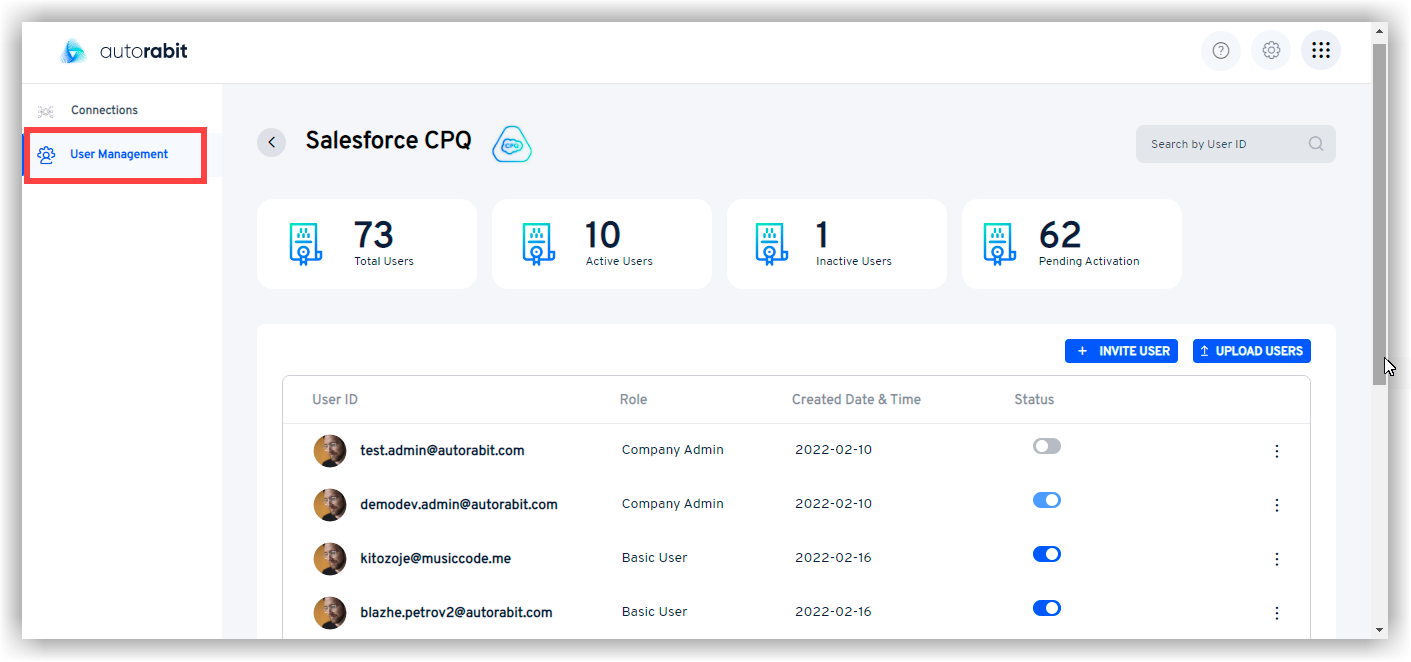 autorabit
Connections
User Management
Salesforce CPQ
CPQ
Search by User ID
73
Total Users
10
Active Users
1
Inactive Users
62
Pending Activation
+ INVITE USER
UPLOAD USERS
User ID Role Created Date & Time Status
test.admin@autorabit.com Company Admin 2022-02-10
demodev.admin@autorabit.com Company Admin 2022-02-10
kitozoje@musiccode.me Basic User 2022-02-16
blazhe.petrov2@autorabit.com Basic User 2022-02-16